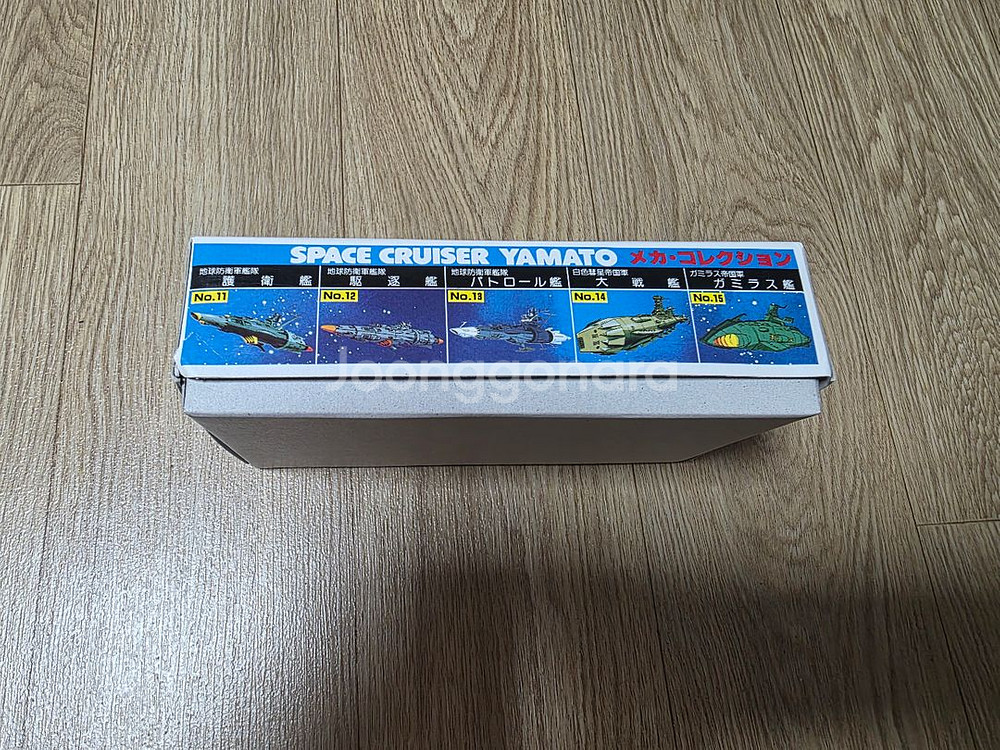 SPACE CRUISER YAMATO メカ・コレクション
地球防衛軍艦隊
護衛艦
No.11
地球防衛軍艦隊
駆逐艦
No.12
地球防衛軍艦隊
パトロール艦
No.13
白色彗星帝国軍
大戦艦
No.14
ガミラス帝国軍
ガミラス艦
No.15
Joonggonara